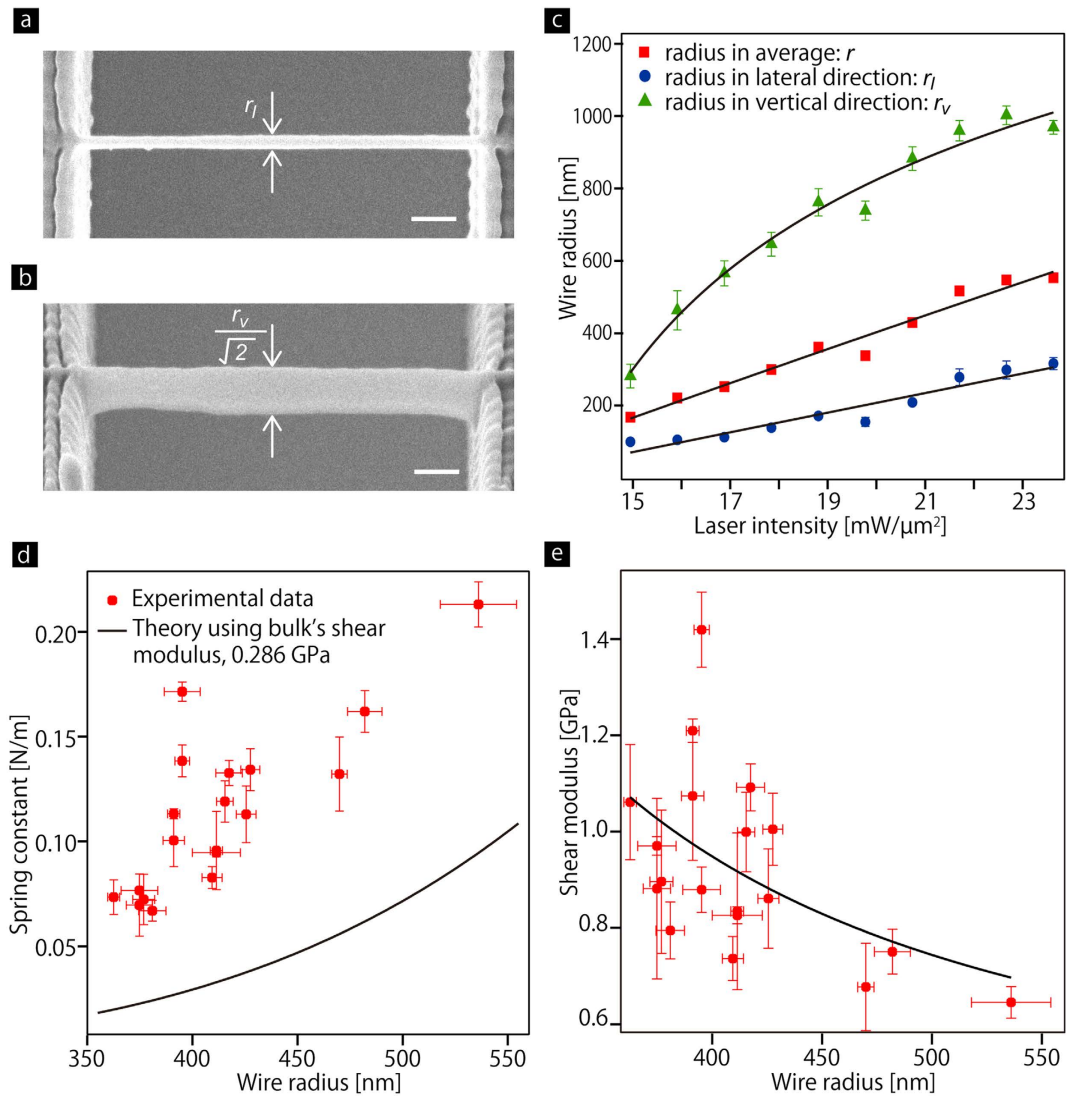 a
r_l
b
r_v
√2
c
1200
1000
800
600
400
200
Wire radius [nm]
radius in average: r
radius in lateral direction: r_l
radius in vertical direction: r_v
15
17
19
21
23
Laser intensity [mW/μm²]
d
0.20
0.15
0.10
0.05
Spring constant [N/m]
Experimental data
Theory using bulk's shear
modulus, 0.286 GPa
350
400
450
500
550
Wire radius [nm]
e
1.4
1.2
1.0
0.8
0.6
Shear modulus [GPa]
400
450
500
550
Wire radius [nm]